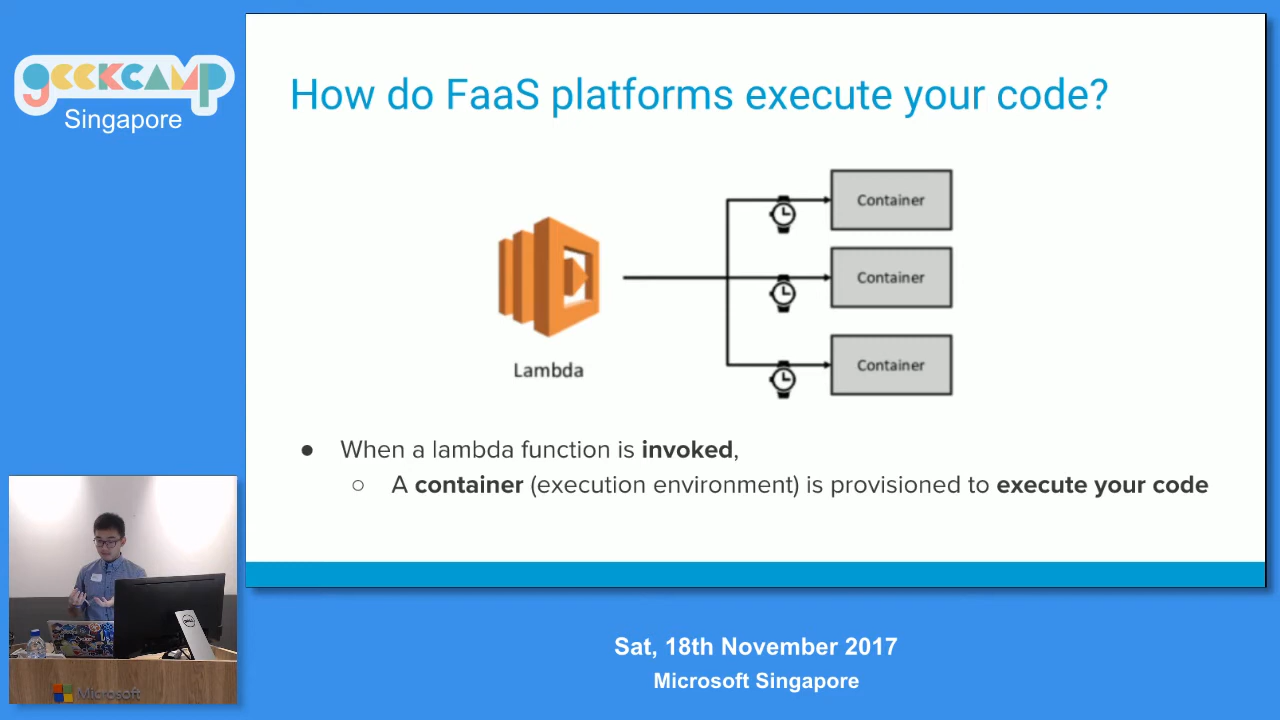 geekcamp
Singapore
How do FaaS platforms execute your code?
Container
Container
Container
Lambda
● When a lambda function is invoked,
○ A container (execution environment) is provisioned to execute your code
DELL
Microsoft
Sat, 18th November 2017
Microsoft Singapore